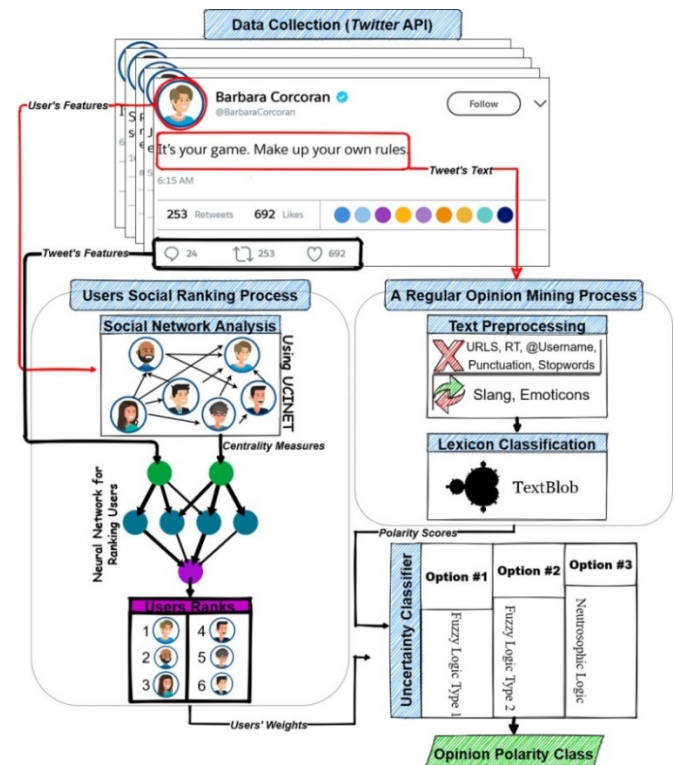 Data Collection (Twitter API)
User's Features
Barbara Corcoran
@BarbaraCorcoran
Follow
It's your game. Make up your own rules.
Tweet's Text
6:15 AM
253 Retweets 692 Likes
Tweet's Features
24 253 692
Users Social Ranking Process
Social Network Analysis
Using UCINET
Centrality Measures
Neural Network for
Ranking Users
Users Ranks
1 4
2 5
3 6
Users' Weights
A Regular Opinion Mining Process
Text Preprocessing
URLS, RT, @Username,
Punctuation, Stopwords
Slang, Emoticons
Lexicon Classification
TextBlob
Polarity Scores
Uncertainty Classifier
Option #1
Option #2
Option #3
Fuzzy Logic Type 1
Fuzzy Logic Type 2
Neutrosophic Logic
Opinion Polarity Class